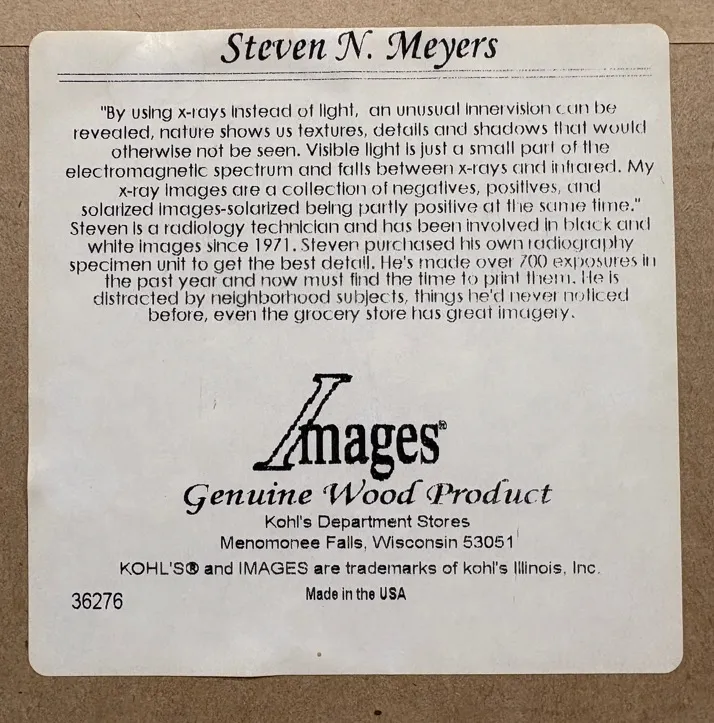 Steven N. Meyers
"By using x-rays instead of light, an unusual innervision can be
revealed, nature shows us textures, details and shadows that would
otherwise not be seen. Visible light is just a small part of the
electromagnetic spectrum and falls between x-rays and infrared. My
x-ray images are a collection of negatives, positives, and
solarized images-solarized being partly positive at the same time."
Steven is a radiology technician and has been involved in black and
white images since 1971. Steven purchased his own radiography
specimen unit to get the best detail. He's made over 700 exposures in
the past year and now must find the time to print them. He is
distracted by neighborhood subjects, things he'd never noticed
before, even the grocery store has great imagery.
Images®
Genuine Wood Product
Kohl's Department Stores
Menomonee Falls, Wisconsin 53051
KOHL'S® and IMAGES are trademarks of kohl's Illinois, Inc.
36276
Made in the USA